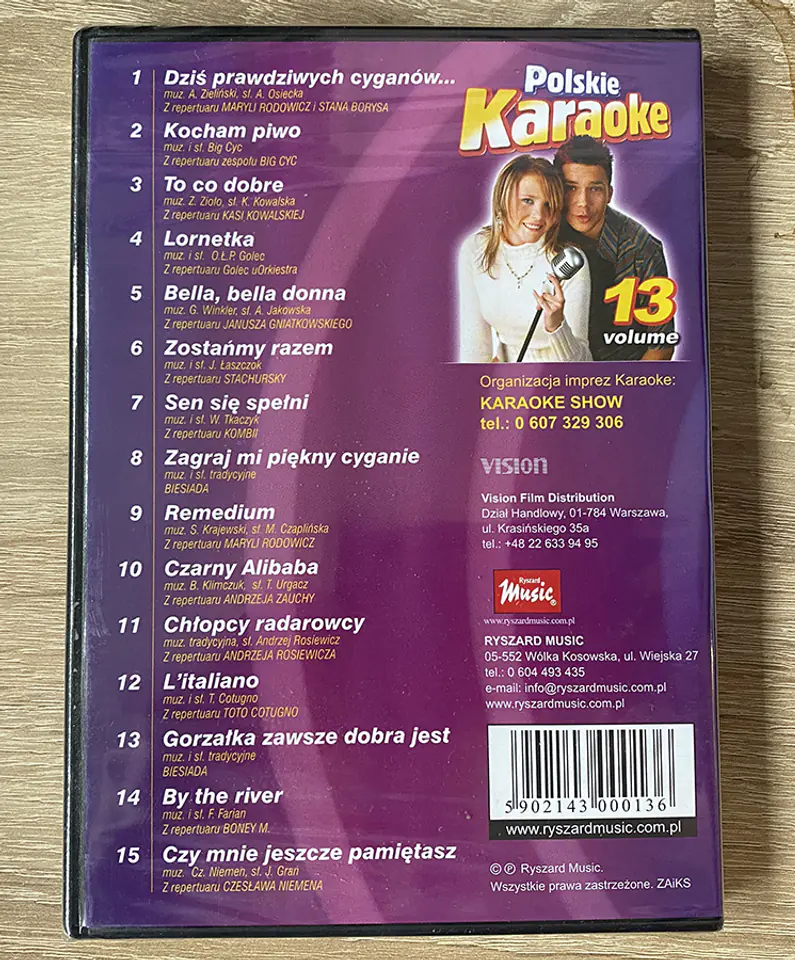 1 Dziś prawdziwych cyganów...
muz. A. Zieliński, sł. A. Osiecka
Z repertuaru MARYLI RODOWICZ i STANA BORYSA
2 Kocham piwo
muz. i sł. Big Cyc
Z repertuaru zespołu BIG CYC
3 To co dobre
muz. Z. Zioło, sł. K. Kowalska
Z repertuaru KASI KOWALSKIEJ
4 Lornetka
muz. i sł. O.Ł.P. Golec
Z repertuaru Golec uOrkiestra
5 Bella, bella donna
muz. G. Winkler, sł. A. Jakowska
Z repertuaru JANUSZA GNIATKOWSKIEGO
6 Zostańmy razem
muz. i sł. J. Łaszczok
Z repertuaru STACHURSKY
7 Sen się spełni
muz. i sł. W. Tkaczyk
Z repertuaru KOMBII
8 Zagraj mi piękny cyganie
muz. i sł. tradycyjne
BIESIADA
9 Remedium
muz. S. Krajewski, sł. M. Czaplińska
Z repertuaru MARYLI RODOWICZ
10 Czarny Alibaba
muz. B. Klimczuk, sł. T. Urgacz
Z repertuaru ANDRZEJA ZAUCHY
11 Chłopcy radarowcy
muz. tradycyjna, sł. Andrzej Rosiewicz
Z repertuaru ANDRZEJA ROSIEWICZA
12 L'italiano
muz. i sł. T. Cotugno
Z repertuaru TOTO COTUGNO
13 Gorzałka zawsze dobra jest
muz. i sł. tradycyjne
BIESIADA
14 By the river
muz. i sł. F. Farian
Z repertuaru BONEY M.
15 Czy mnie jeszcze pamiętasz
muz. Cz. Niemen, sł. J. Grań
Z repertuaru CZESŁAWA NIEMENA
Polskie
Karaoke
13
volume
Organizacja imprez Karaoke:
KARAOKE SHOW
tel.: 0 607 329 306
VISION
Vision Film Distribution
Dział Handlowy, 01-784 Warszawa,
ul. Krasińskiego 35a
tel.: +48 22 633 94 95
Ryszard
Music®
www.ryszardmusic.com.pl
RYSZARD MUSIC
05-552 Wólka Kosowska, ul. Wiejska 27
tel.: 0 604 493 435
e-mail: info@ryszardmusic.com.pl
www.ryszardmusic.com.pl
5 902143 000136
www.ryszardmusic.com.pl
© ℗ Ryszard Music.
Wszystkie prawa zastrzeżone. ZAiKS